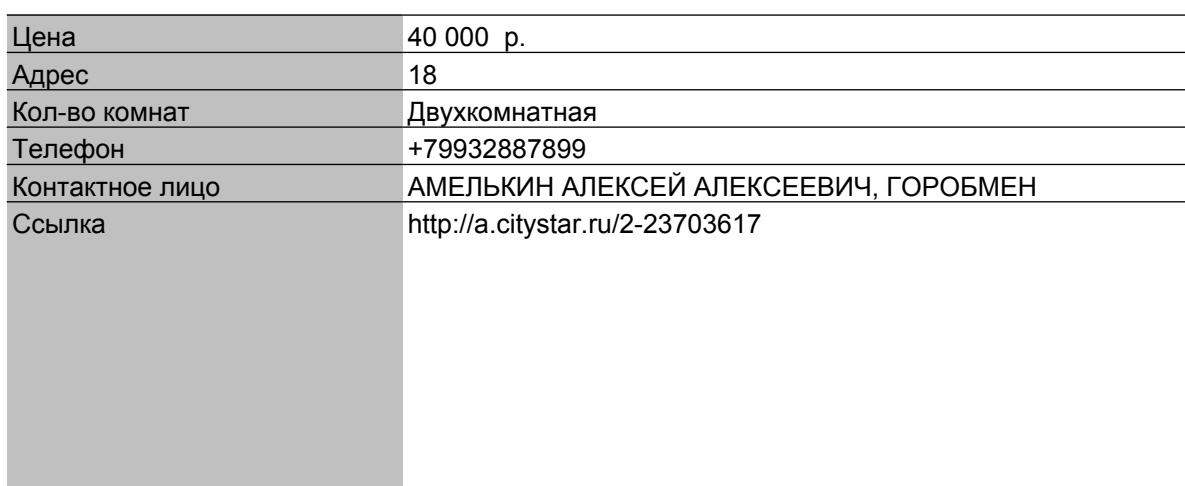 Цена 40 000 р.
Адрес 18
Кол-во комнат Двухкомнатная
Телефон +79932887899
Контактное лицо АМЕЛЬКИН АЛЕКСЕЙ АЛЕКСЕЕВИЧ, ГОРОБМЕН
Ссылка http://a.citystar.ru/2-23703617